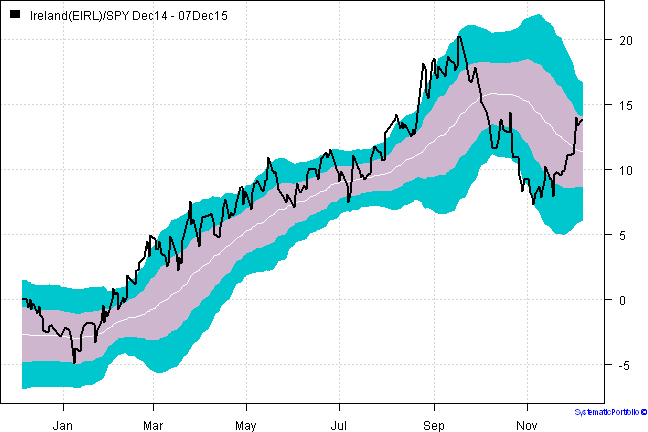 Ireland(EIRL)/SPY Dec14 - 07Dec15
20
15
10
5
0
-5
Jan Mar May Jul Sep Nov
SystematicPortfolio ©